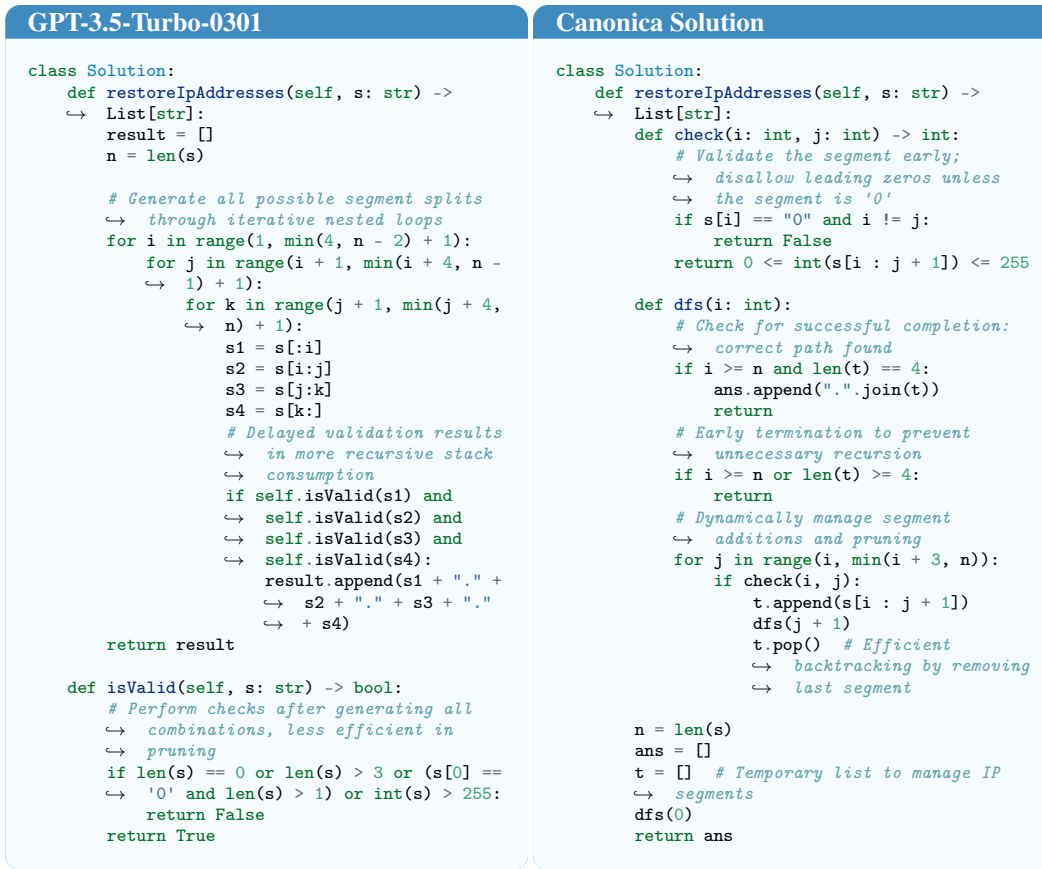 GPT-3.5-Turbo-0301
class Solution:
    def restoreIpAddresses(self, s: str) ->
    ↪ List[str]:
        result = []
        n = len(s)

        # Generate all possible segment splits
        ↪ through iterative nested loops
        for i in range(1, min(4, n - 2) + 1):
            for j in range(i + 1, min(i + 4, n -
            ↪ 1) + 1):
                for k in range(j + 1, min(j + 4,
                ↪ n) + 1):
                    s1 = s[:i]
                    s2 = s[i:j]
                    s3 = s[j:k]
                    s4 = s[k:]
                    # Delayed validation results
                    ↪ in more recursive stack
                    ↪ consumption
                    if self.isValid(s1) and
                    ↪ self.isValid(s2) and
                    ↪ self.isValid(s3) and
                    ↪ self.isValid(s4):
                        result.append(s1 + "." +
                        ↪ s2 + "." + s3 + "."
                        ↪ + s4)
        return result

    def isValid(self, s: str) -> bool:
        # Perform checks after generating all
        ↪ combinations, less efficient in
        ↪ pruning
        if len(s) == 0 or len(s) > 3 or (s[0] ==
        ↪ '0' and len(s) > 1) or int(s) > 255:
            return False
        return True

Canonica Solution
class Solution:
    def restoreIpAddresses(self, s: str) ->
    ↪ List[str]:
        def check(i: int, j: int) -> int:
            # Validate the segment early;
            ↪ disallow leading zeros unless
            ↪ the segment is '0'
            if s[i] == "0" and i != j:
                return False
            return 0 <= int(s[i : j + 1]) <= 255

        def dfs(i: int):
            # Check for successful completion:
            ↪ correct path found
            if i >= n and len(t) == 4:
                ans.append(".".join(t))
                return
            # Early termination to prevent
            ↪ unnecessary recursion
            if i >= n or len(t) >= 4:
                return
            # Dynamically manage segment
            ↪ additions and pruning
            for j in range(i, min(i + 3, n)):
                if check(i, j):
                    t.append(s[i : j + 1])
                    dfs(j + 1)
                    t.pop()  # Efficient
                    ↪ backtracking by removing
                    ↪ last segment

        n = len(s)
        ans = []
        t = []  # Temporary list to manage IP
        ↪ segments
        dfs(0)
        return ans